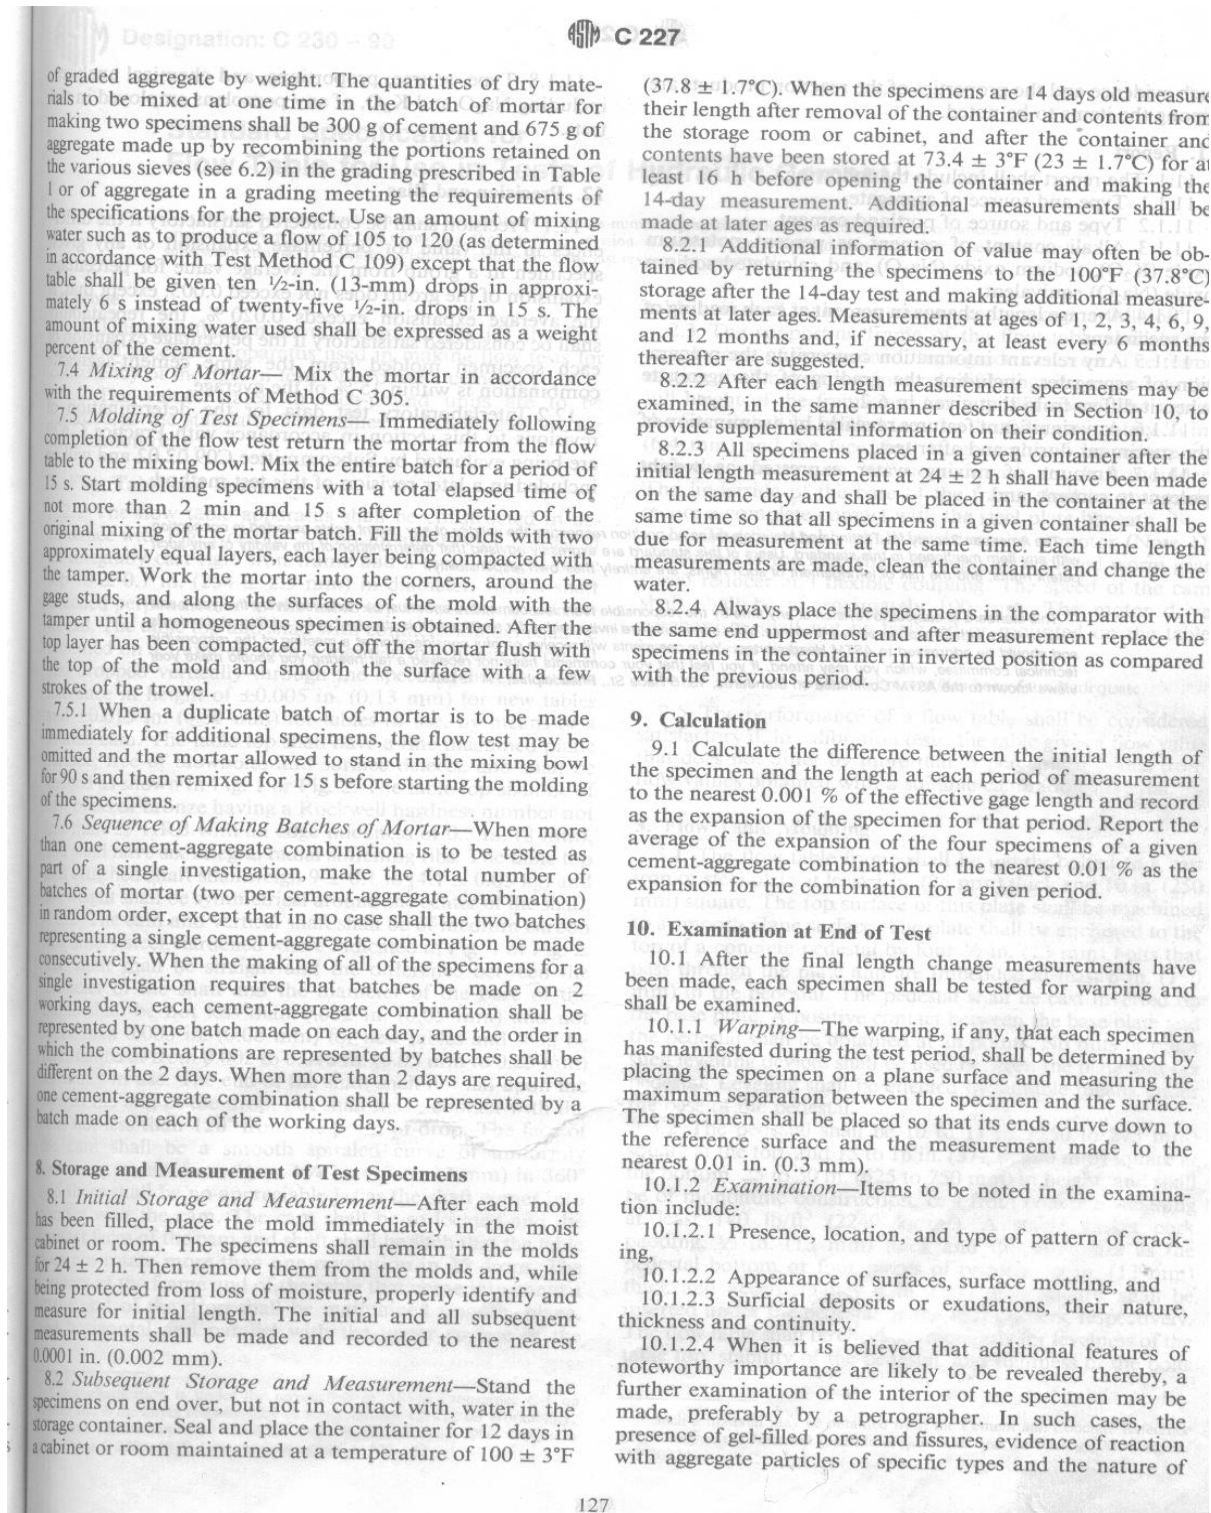 ASTM C 227
of graded aggregate by weight. The quantities of dry mate-
rials to be mixed at one time in the batch of mortar for
making two specimens shall be 300 g of cement and 675 g of
aggregate made up by recombining the portions retained on
the various sieves (see 6.2) in the grading prescribed in Table
1 or of aggregate in a grading meeting the requirements of
the specifications for the project. Use an amount of mixing
water such as to produce a flow of 105 to 120 (as determined
in accordance with Test Method C 109) except that the flow
table shall be given ten 1/2-in. (13-mm) drops in approxi-
mately 6 s instead of twenty-five 1/2-in. drops in 15 s. The
amount of mixing water used shall be expressed as a weight
percent of the cement.
7.4 Mixing of Mortar— Mix the mortar in accordance
with the requirements of Method C 305.
7.5 Molding of Test Specimens— Immediately following
completion of the flow test return the mortar from the flow
table to the mixing bowl. Mix the entire batch for a period of
15 s. Start molding specimens with a total elapsed time of
not more than 2 min and 15 s after completion of the
original mixing of the mortar batch. Fill the molds with two
approximately equal layers, each layer being compacted with
the tamper. Work the mortar into the corners, around the
gage studs, and along the surfaces of the mold with the
tamper until a homogeneous specimen is obtained. After the
top layer has been compacted, cut off the mortar flush with
the top of the mold and smooth the surface with a few
strokes of the trowel.
7.5.1 When a duplicate batch of mortar is to be made
immediately for additional specimens, the flow test may be
omitted and the mortar allowed to stand in the mixing bowl
for 90 s and then remixed for 15 s before starting the molding
of the specimens.
7.6 Sequence of Making Batches of Mortar—When more
than one cement-aggregate combination is to be tested as
part of a single investigation, make the total number of
batches of mortar (two per cement-aggregate combination)
in random order, except that in no case shall the two batches
representing a single cement-aggregate combination be made
consecutively. When the making of all of the specimens for a
single investigation requires that batches be made on 2
working days, each cement-aggregate combination shall be
represented by one batch made on each day, and the order in
which the combinations are represented by batches shall be
different on the 2 days. When more than 2 days are required,
one cement-aggregate combination shall be represented by a
batch made on each of the working days.
8. Storage and Measurement of Test Specimens
8.1 Initial Storage and Measurement—After each mold
has been filled, place the mold immediately in the moist
cabinet or room. The specimens shall remain in the molds
for 24 ± 2 h. Then remove them from the molds and, while
being protected from loss of moisture, properly identify and
measure for initial length. The initial and all subsequent
measurements shall be made and recorded to the nearest
0.0001 in. (0.002 mm).
8.2 Subsequent Storage and Measurement—Stand the
specimens on end over, but not in contact with, water in the
storage container. Seal and place the container for 12 days in
a cabinet or room maintained at a temperature of 100 ± 3°F
(37.8 ± 1.7°C). When the specimens are 14 days old measure
their length after removal of the container and contents from
the storage room or cabinet, and after the container and
contents have been stored at 73.4 ± 3°F (23 ± 1.7°C) for at
least 16 h before opening the container and making the
14-day measurement. Additional measurements shall be
made at later ages as required.
8.2.1 Additional information of value may often be ob-
tained by returning the specimens to the 100°F (37.8°C)
storage after the 14-day test and making additional measure-
ments at later ages. Measurements at ages of 1, 2, 3, 4, 6, 9,
and 12 months and, if necessary, at least every 6 months
thereafter are suggested.
8.2.2 After each length measurement specimens may be
examined, in the same manner described in Section 10, to
provide supplemental information on their condition.
8.2.3 All specimens placed in a given container after the
initial length measurement at 24 ± 2 h shall have been made
on the same day and shall be placed in the container at the
same time so that all specimens in a given container shall be
due for measurment at the same time. Each time length
measurements are made, clean the container and change the
water.
8.2.4 Always place the specimens in the comparator with
the same end uppermost and after measurement replace the
specimens in the container in inverted position as compared
with the previous period.
9. Calculation
9.1 Calculate the difference between the initial length of
the specimen and the length at each period of measurement
to the nearest 0.001 % of the effective gage length and record
as the expansion of the specimen for that period. Report the
average of the expansion of the four specimens of a given
cement-aggregate combination to the nearest 0.01 % as the
expansion for the combination for a given period.
10. Examination at End of Test
10.1 After the final length change measurements have
been made, each specimen shall be tested for warping and
shall be examined.
10.1.1 Warping—The warping, if any, that each specimen
has manifested during the test period, shall be determined by
placing the specimen on a plane surface and measuring the
maximum separation between the specimen and the surface.
The specimen shall be placed so that its ends curve down to
the reference surface and the measurement made to the
nearest 0.01 in. (0.3 mm).
10.1.2 Examination—Items to be noted in the examina-
tion include:
10.1.2.1 Presence, location, and type of pattern of crack-
ing,
10.1.2.2 Appearance of surfaces, surface mottling, and
10.1.2.3 Surficial deposits or exudations, their nature,
thickness and continuity.
10.1.2.4 When it is believed that additional features of
noteworthy importance are likely to be revealed thereby, a
further examination of the interior of the specimen may be
made, preferably by a petrographer. In such cases, the
presence of gel-filled pores and fissures, evidence of reaction
with aggregate particles of specific types and the nature of
127